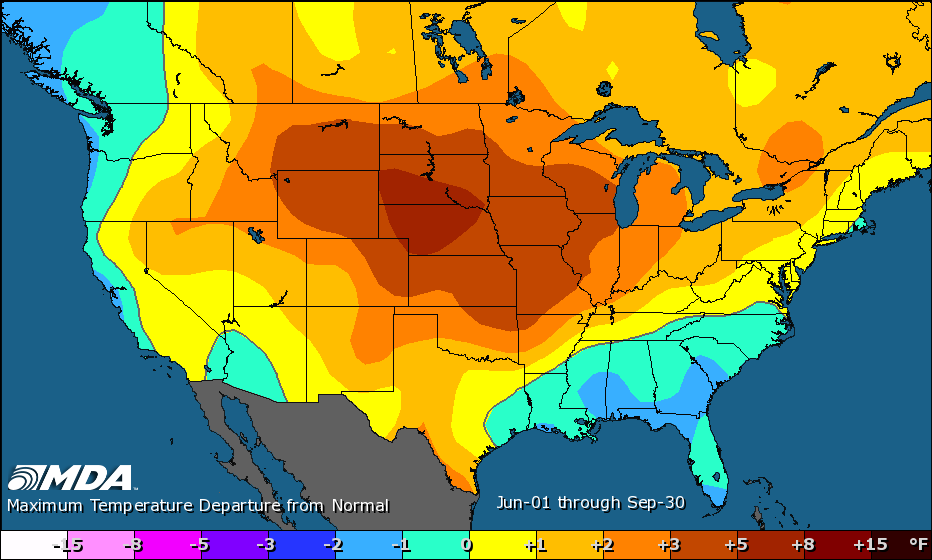 MDA
Maximum Temperature Departure from Normal
Jun-01 through Sep-30
-15 -8 -5 -3 -2 -1 0 +1 +2 +3 +5 +8 +15 °F